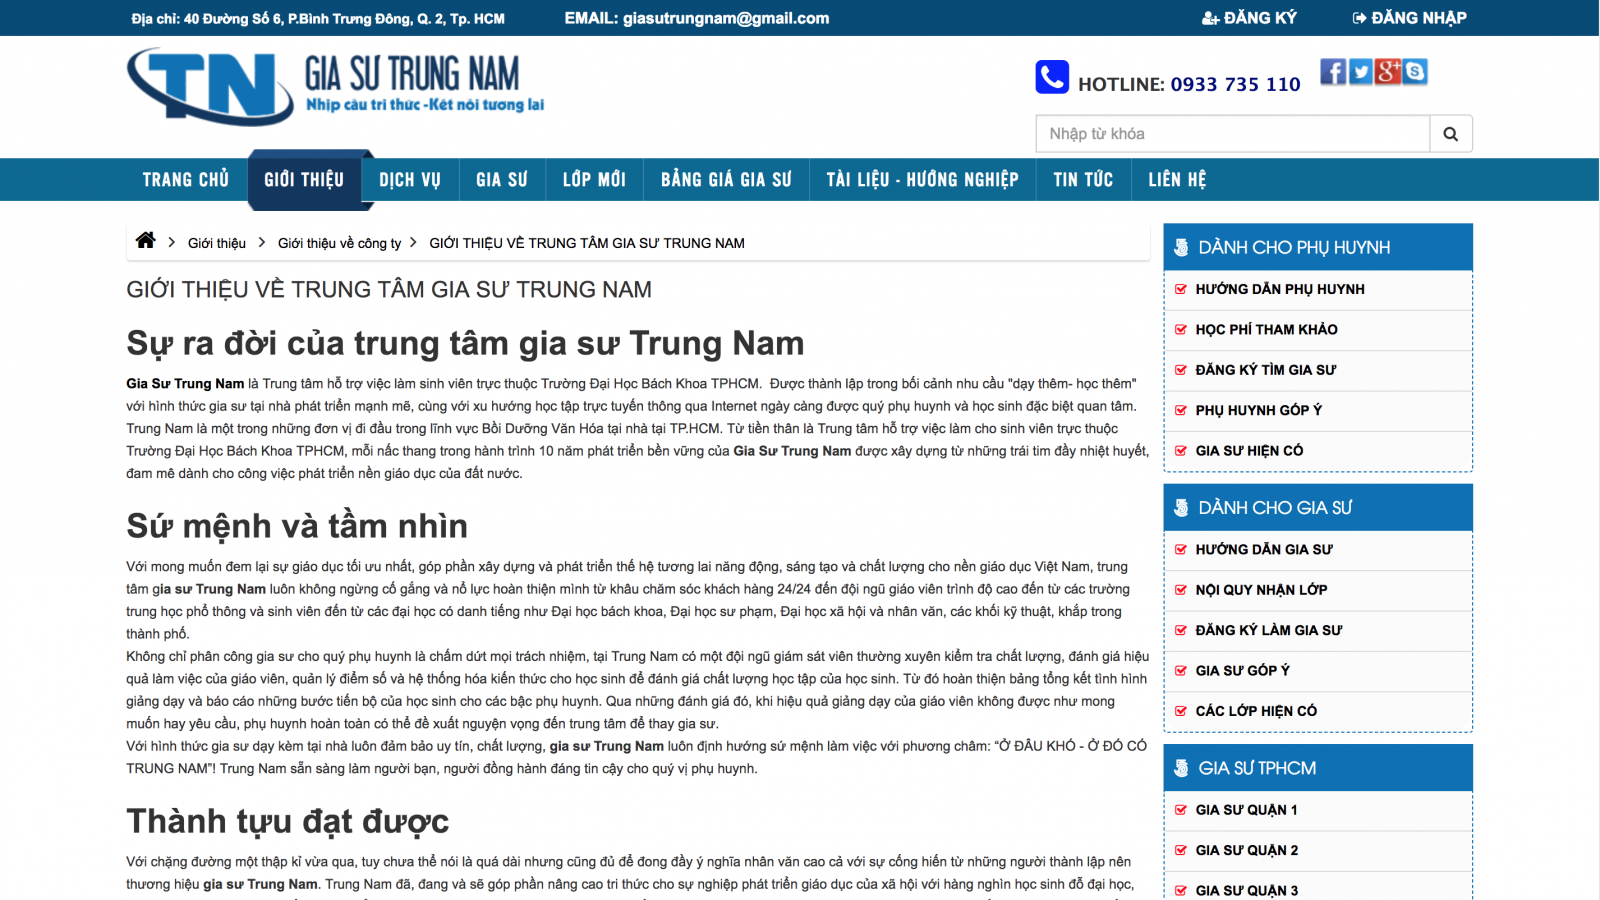 Địa chỉ: 40 Đường Số 6, P.Bình Trưng Đông, Q. 2, Tp. HCM
EMAIL: giasutrungnam@gmail.com
ĐĂNG KÝ
ĐĂNG NHẬP
TN
GIA SƯ TRUNG NAM
Nhịp cầu tri thức -Kết nối tương lai
HOTLINE: 0933 735 110
Nhập từ khóa
TRANG CHỦ
GIỚI THIỆU
DỊCH VỤ
GIA SƯ
LỚP MỚI
BẢNG GIÁ GIA SƯ
TÀI LIỆU - HƯỚNG NGHIỆP
TIN TỨC
LIÊN HỆ
Giới thiệu
Giới thiệu về công ty
GIỚI THIỆU VỀ TRUNG TÂM GIA SƯ TRUNG NAM
GIỚI THIỆU VỀ TRUNG TÂM GIA SƯ TRUNG NAM
Sự ra đời của trung tâm gia sư Trung Nam
Gia Sư Trung Nam là Trung tâm hỗ trợ việc làm sinh viên trực thuộc Trường Đại Học Bách Khoa TPHCM.  Được thành lập trong bối cảnh nhu cầu "dạy thêm- học thêm"
với hình thức gia sư tại nhà phát triển mạnh mẽ, cùng với xu hướng học tập trực tuyến thông qua Internet ngày càng được quý phụ huynh và học sinh đặc biệt quan tâm.
Trung Nam là một trong những đơn vị đi đầu trong lĩnh vực Bồi Dưỡng Văn Hóa tại nhà tại TP.HCM. Từ tiền thân là Trung tâm hỗ trợ việc làm cho sinh viên trực thuộc
Trường Đại Học Bách Khoa TPHCM, mỗi nấc thang trong hành trình 10 năm phát triển bền vững của Gia Sư Trung Nam được xây dựng từ những trái tim đầy nhiệt huyết,
đam mê dành cho công việc phát triển nền giáo dục của đất nước.
Sứ mệnh và tầm nhìn
Với mong muốn đem lại sự giáo dục tối ưu nhất, góp phần xây dựng và phát triển thế hệ tương lai năng động, sáng tạo và chất lượng cho nền giáo dục Việt Nam, trung
tâm gia sư Trung Nam luôn không ngừng cố gắng và nổ lực hoàn thiện mình từ khâu chăm sóc khách hàng 24/24 đến đội ngũ giáo viên trình độ cao đến từ các trường
trung học phổ thông và sinh viên đến từ các đại học có danh tiếng như Đại học bách khoa, Đại học sư phạm, Đại học xã hội và nhân văn, các khối kỹ thuật, khắp trong
thành phố.
Không chỉ phân công gia sư cho quý phụ huynh là chấm dứt mọi trách nhiệm, tại Trung Nam có một đội ngũ giám sát viên thường xuyên kiểm tra chất lượng, đánh giá hiệu
quả làm việc của giáo viên, quản lý điểm số và hệ thống hóa kiến thức cho học sinh để đánh giá chất lượng học tập của học sinh. Từ đó hoàn thiện bảng tổng kết tình hình
giảng dạy và báo cáo những bước tiến bộ của học sinh cho các bậc phụ huynh. Qua những đánh giá đó, khi hiệu quả giảng dạy của giáo viên không được như mong
muốn hay yêu cầu, phụ huynh hoàn toàn có thể đề xuất nguyện vọng đến trung tâm để thay gia sư.
Với hình thức gia sư dạy kèm tại nhà luôn đảm bảo uy tín, chất lượng, gia sư Trung Nam luôn định hướng sứ mệnh làm việc với phương châm: “Ở ĐÂU KHÓ - Ở ĐÓ CÓ
TRUNG NAM”! Trung Nam sẵn sàng làm người bạn, người đồng hành đáng tin cậy cho quý vị phụ huynh.
Thành tựu đạt được
Với chặng đường một thập kỉ vừa qua, tuy chưa thể nói là quá dài nhưng cũng đủ để đong đầy ý nghĩa nhân văn cao cả với sự cống hiến từ những người thành lập nên
thương hiệu gia sư Trung Nam. Trung Nam đã, đang và sẽ góp phần nâng cao tri thức cho sự nghiệp phát triển giáo dục của xã hội với hàng nghìn học sinh đỗ đại học,
DÀNH CHO PHỤ HUYNH
HƯỚNG DẪN PHỤ HUYNH
HỌC PHÍ THAM KHẢO
ĐĂNG KÝ TÌM GIA SƯ
PHỤ HUYNH GÓP Ý
GIA SƯ HIỆN CÓ
DÀNH CHO GIA SƯ
HƯỚNG DẪN GIA SƯ
NỘI QUY NHẬN LỚP
ĐĂNG KÝ LÀM GIA SƯ
GIA SƯ GÓP Ý
CÁC LỚP HIỆN CÓ
GIA SƯ TPHCM
GIA SƯ QUẬN 1
GIA SƯ QUẬN 2
GIA SƯ QUẬN 3